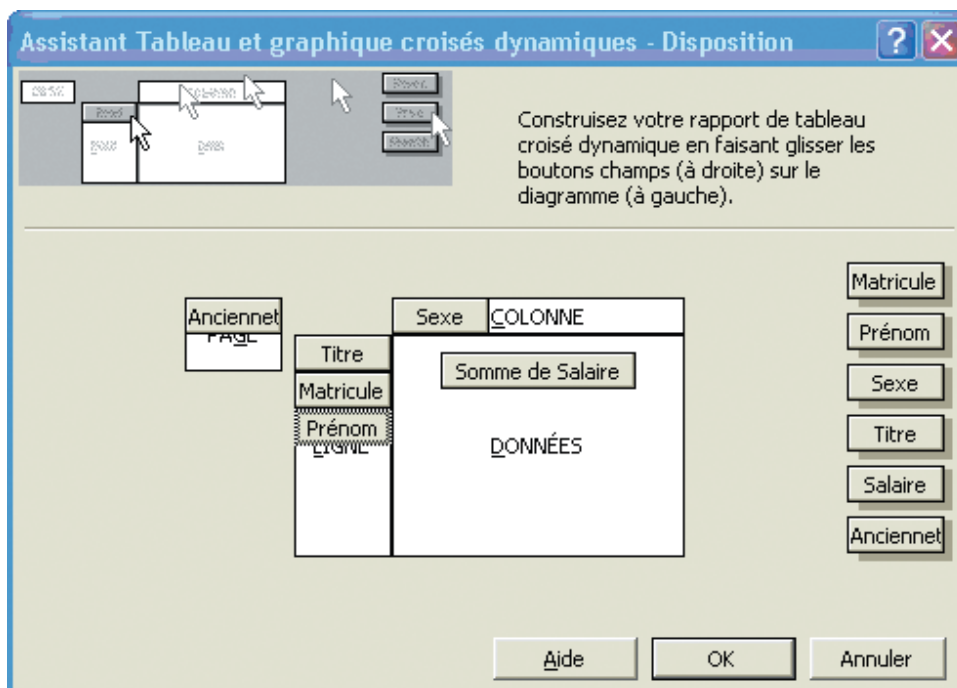 Assistant Tableau et graphique croisés dynamiques - Disposition
Construisez votre rapport de tableau
croisé dynamique en faisant glisser les
boutons champs (à droite) sur le
diagramme (à gauche).
Matricule
Anciennet
Sexe
COLONNE
Prénom
PAGE
Titre
Somme de Salaire
Sexe
Matricule
Prénom
DONNÉES
Titre
LIGNE
Salaire
Anciennet
Aide
OK
Annuler